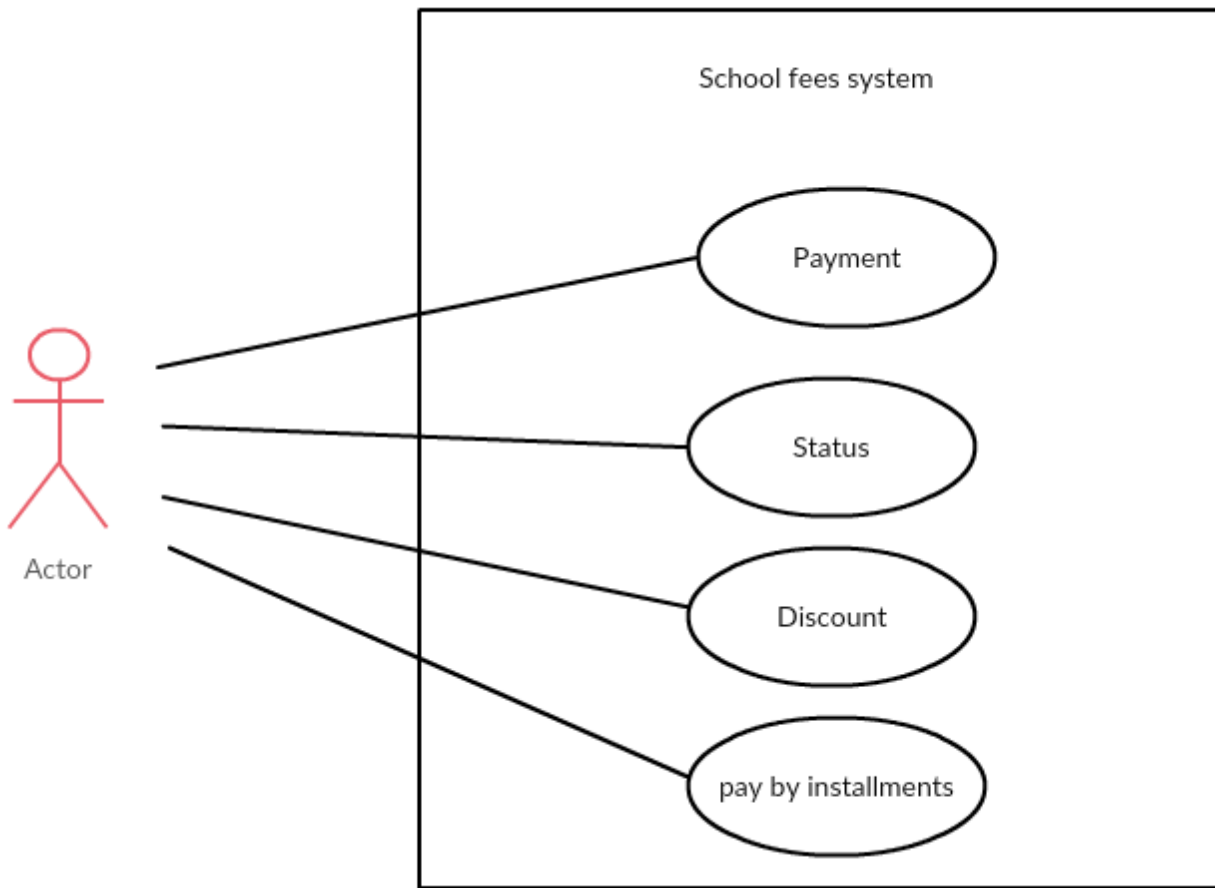 School fees system
Payment
Status
Discount
pay by installments
Actor